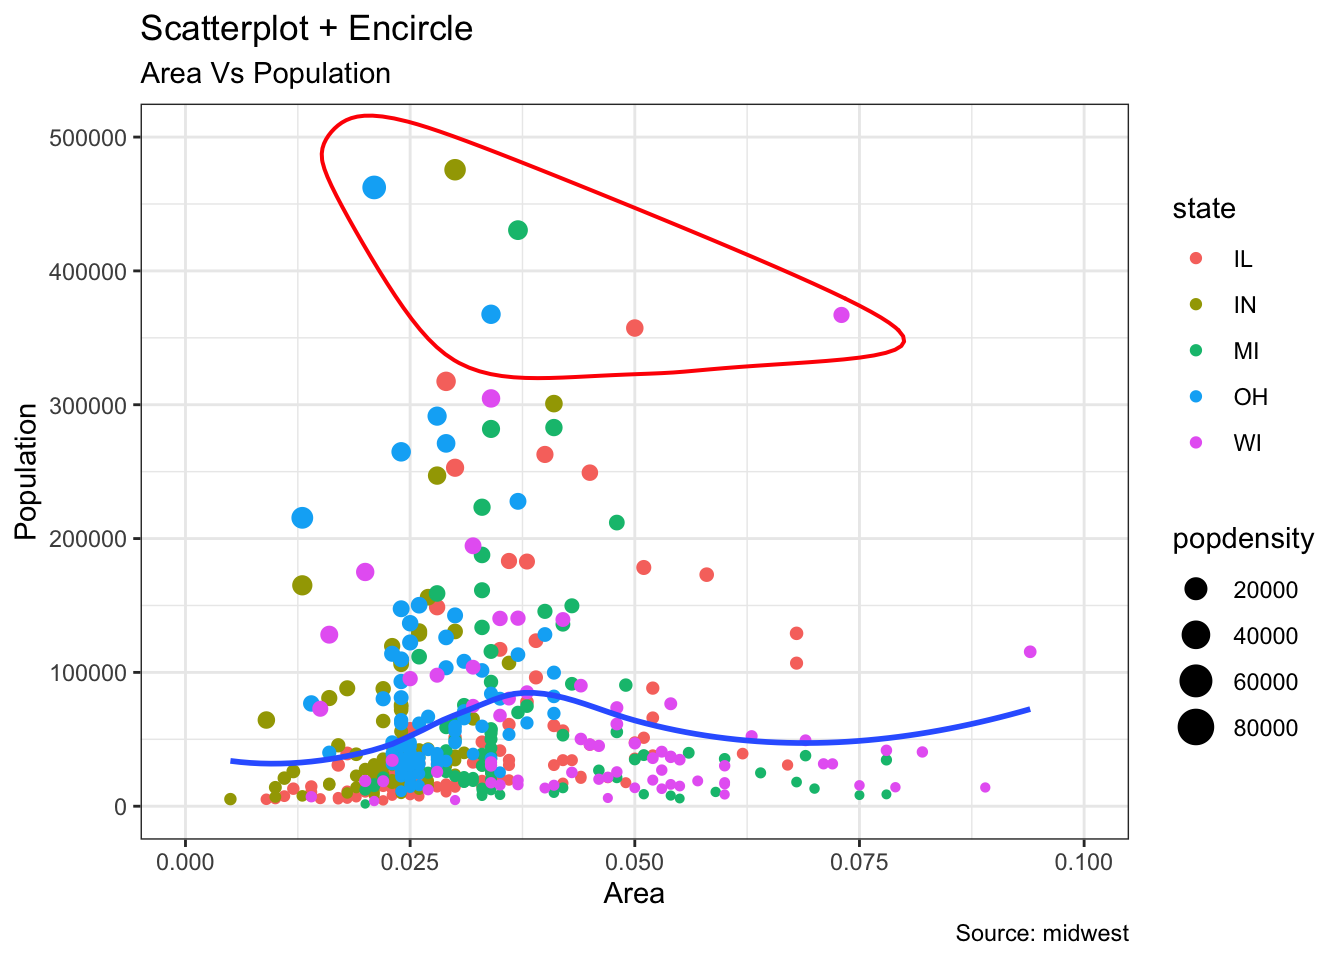 Scatterplot + Encircle
Area Vs Population
500000
400000
300000
200000
100000
0
Population
0.000 0.025 0.050 0.075 0.100
Area
Source: midwest
state
IL
IN
MI
OH
WI
popdensity
20000
40000
60000
80000